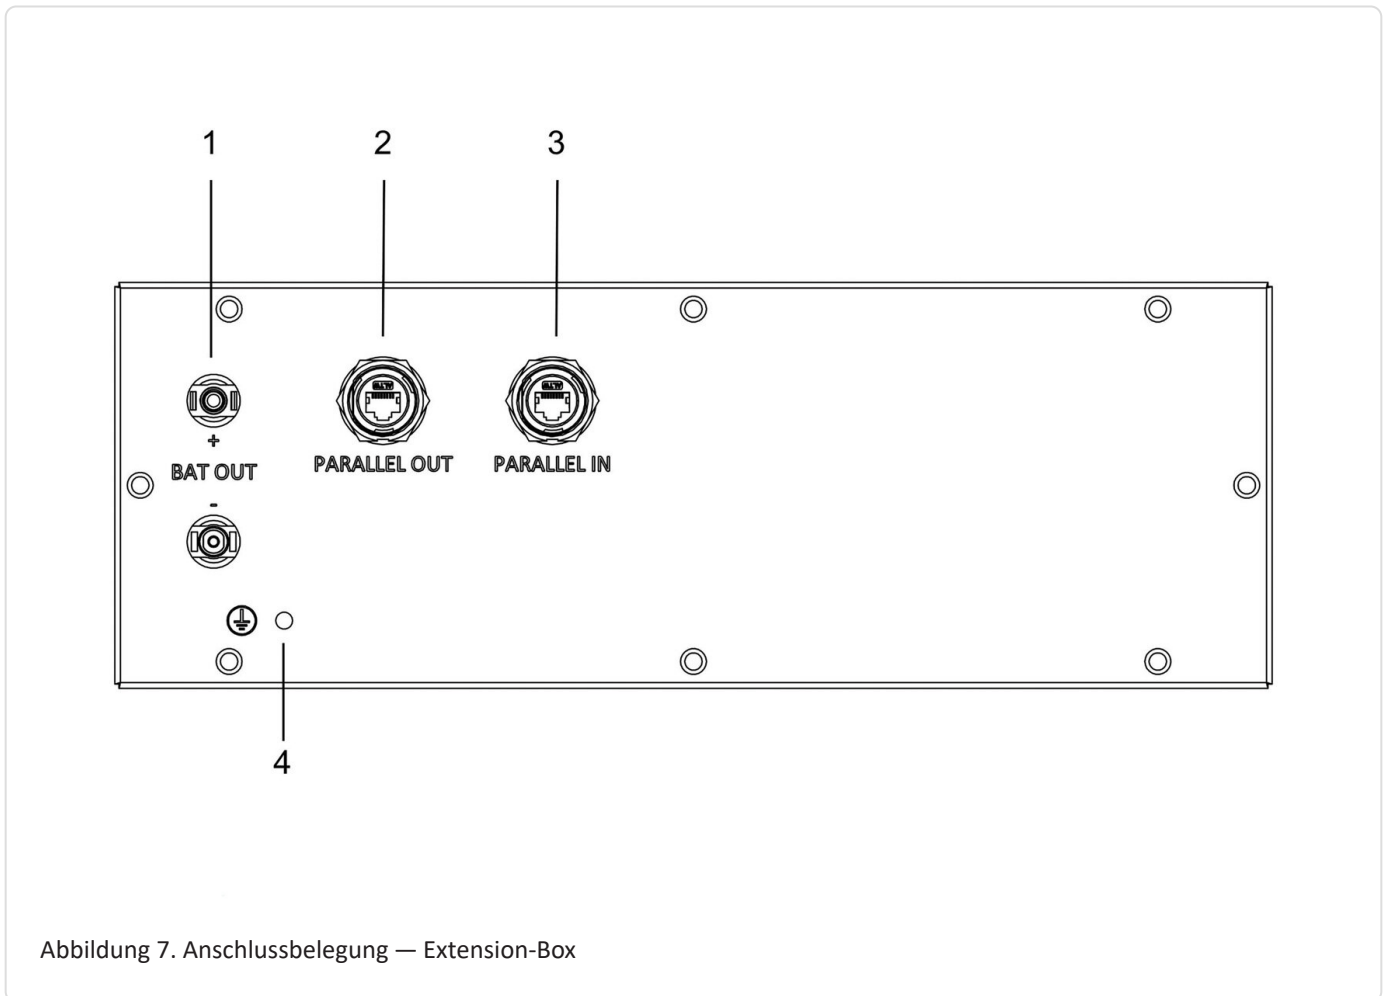 1 2 3
+
BAT OUT
-
PARALLEL OUT PARALLEL IN
4
Abbildung 7. Anschlussbelegung — Extension-Box